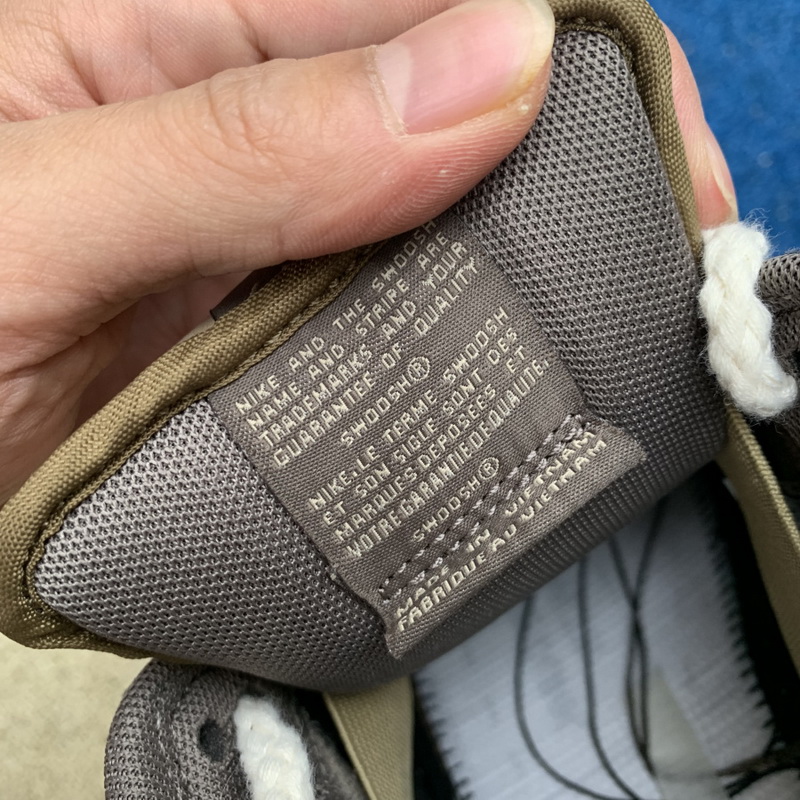 NIKE AND THE SWOOSH
NAME AND STRIPE ARE
TRADEMARKS AND YOUR
GUARANTEE OF QUALITY
SWOOSH®
NIKE.LE TERME SWOOSH
ET SON SIGLE SONT DES
MARQUES DEPOSÉES ET
VOTRE GARANTIE DE QUALITE.
SWOOSH®
MADE IN VIETNAM
FABRIQUE AU VIETNAM